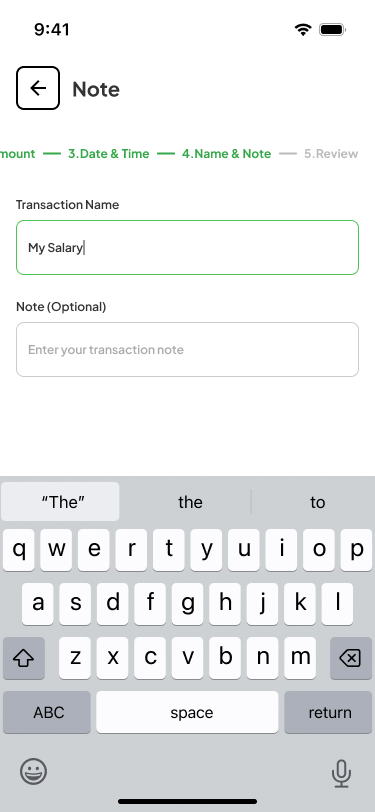 9:41
Note
mount — 3.Date & Time — 4.Name & Note — 5.Review
Transaction Name
My Salary
Note (Optional)
Enter your transaction note
“The” the to
q w e r t y u i o p
a s d f g h j k l
z x c v b n m
ABC space return